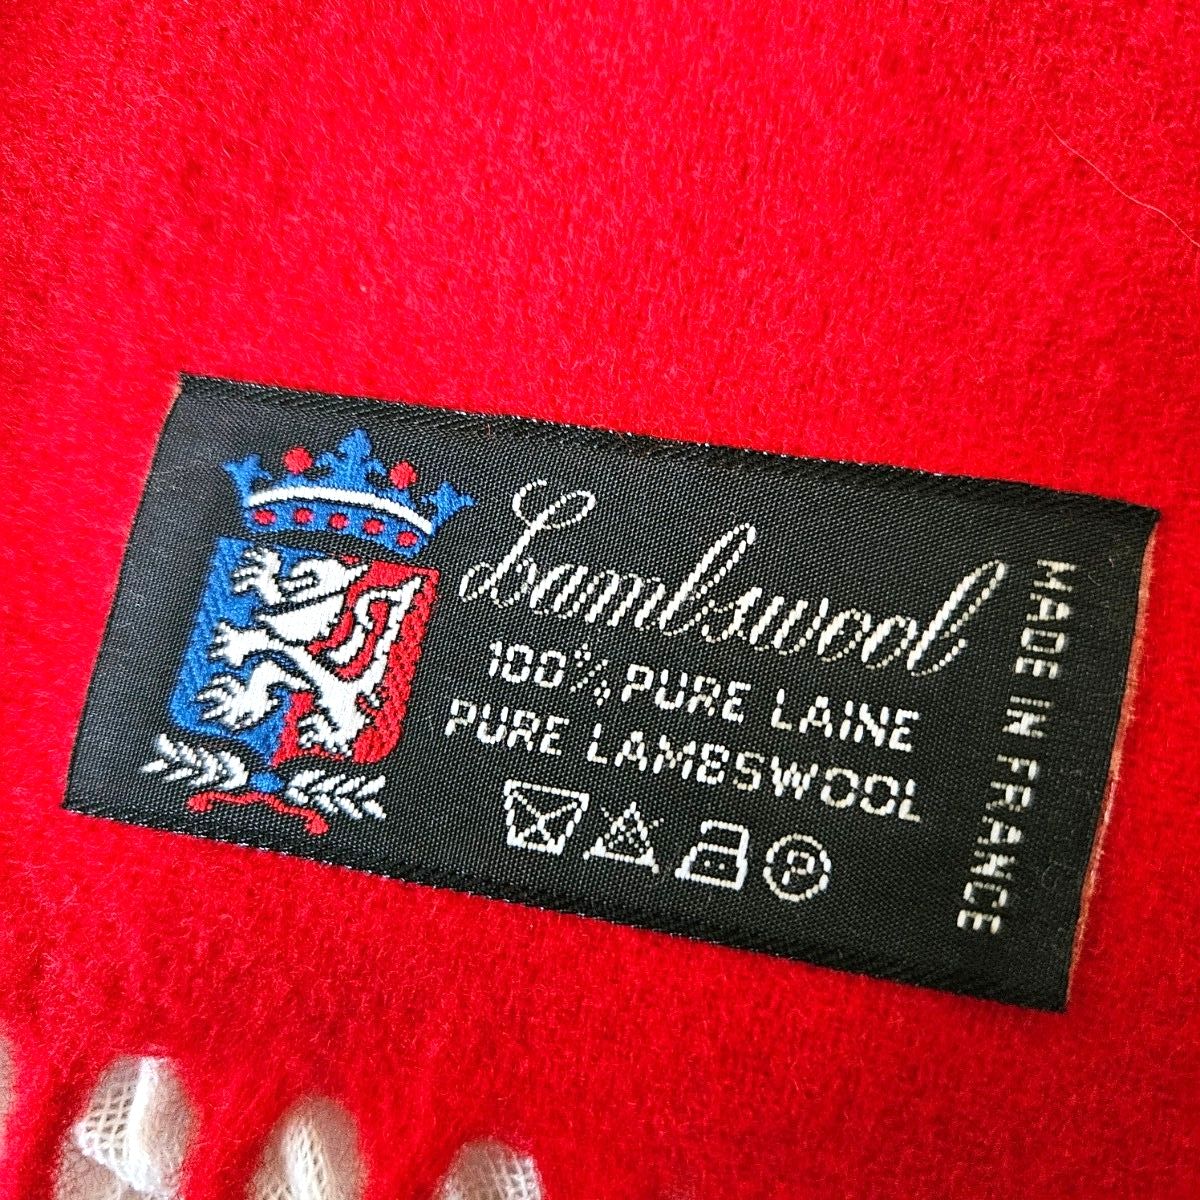 Lambswool
100% PURE LAINE
PURE LAMBSWOOL
P
MADE IN FRANCE